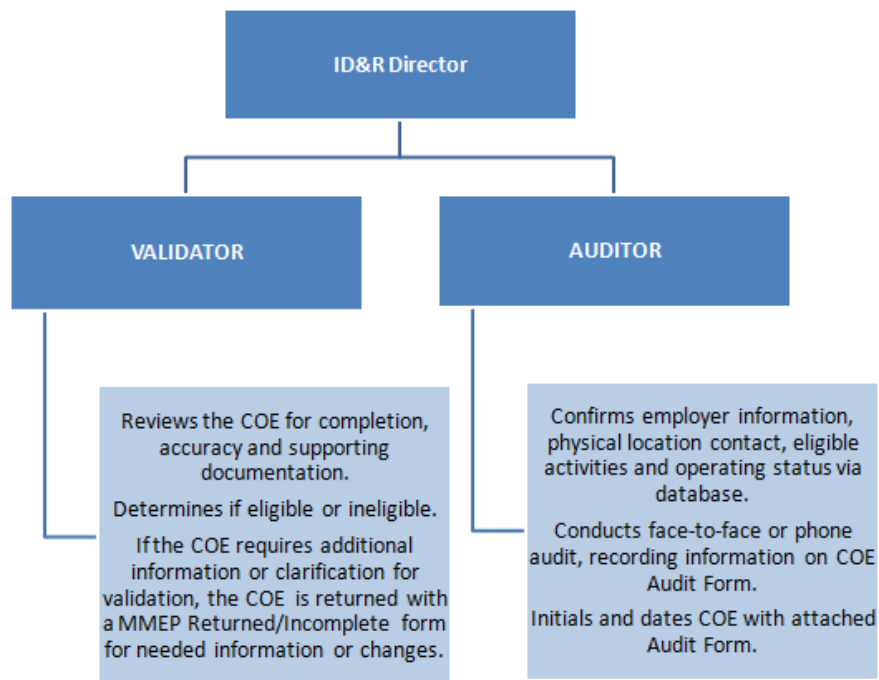 ID&R Director
VALIDATOR
AUDITOR
Reviews the COE for completion,
accuracy and supporting
documentation.
Determines if eligible or ineligible.
If the COE requires additional
information or clarification for
validation, the COE is returned with
a MMEP Returned/Incomplete form
for needed information or changes.
Confirms employer information,
physical location contact, eligible
activities and operating status via
database.
Conducts face-to-face or phone
audit, recording information on COE
Audit Form.
Initials and dates COE with attached
Audit Form.